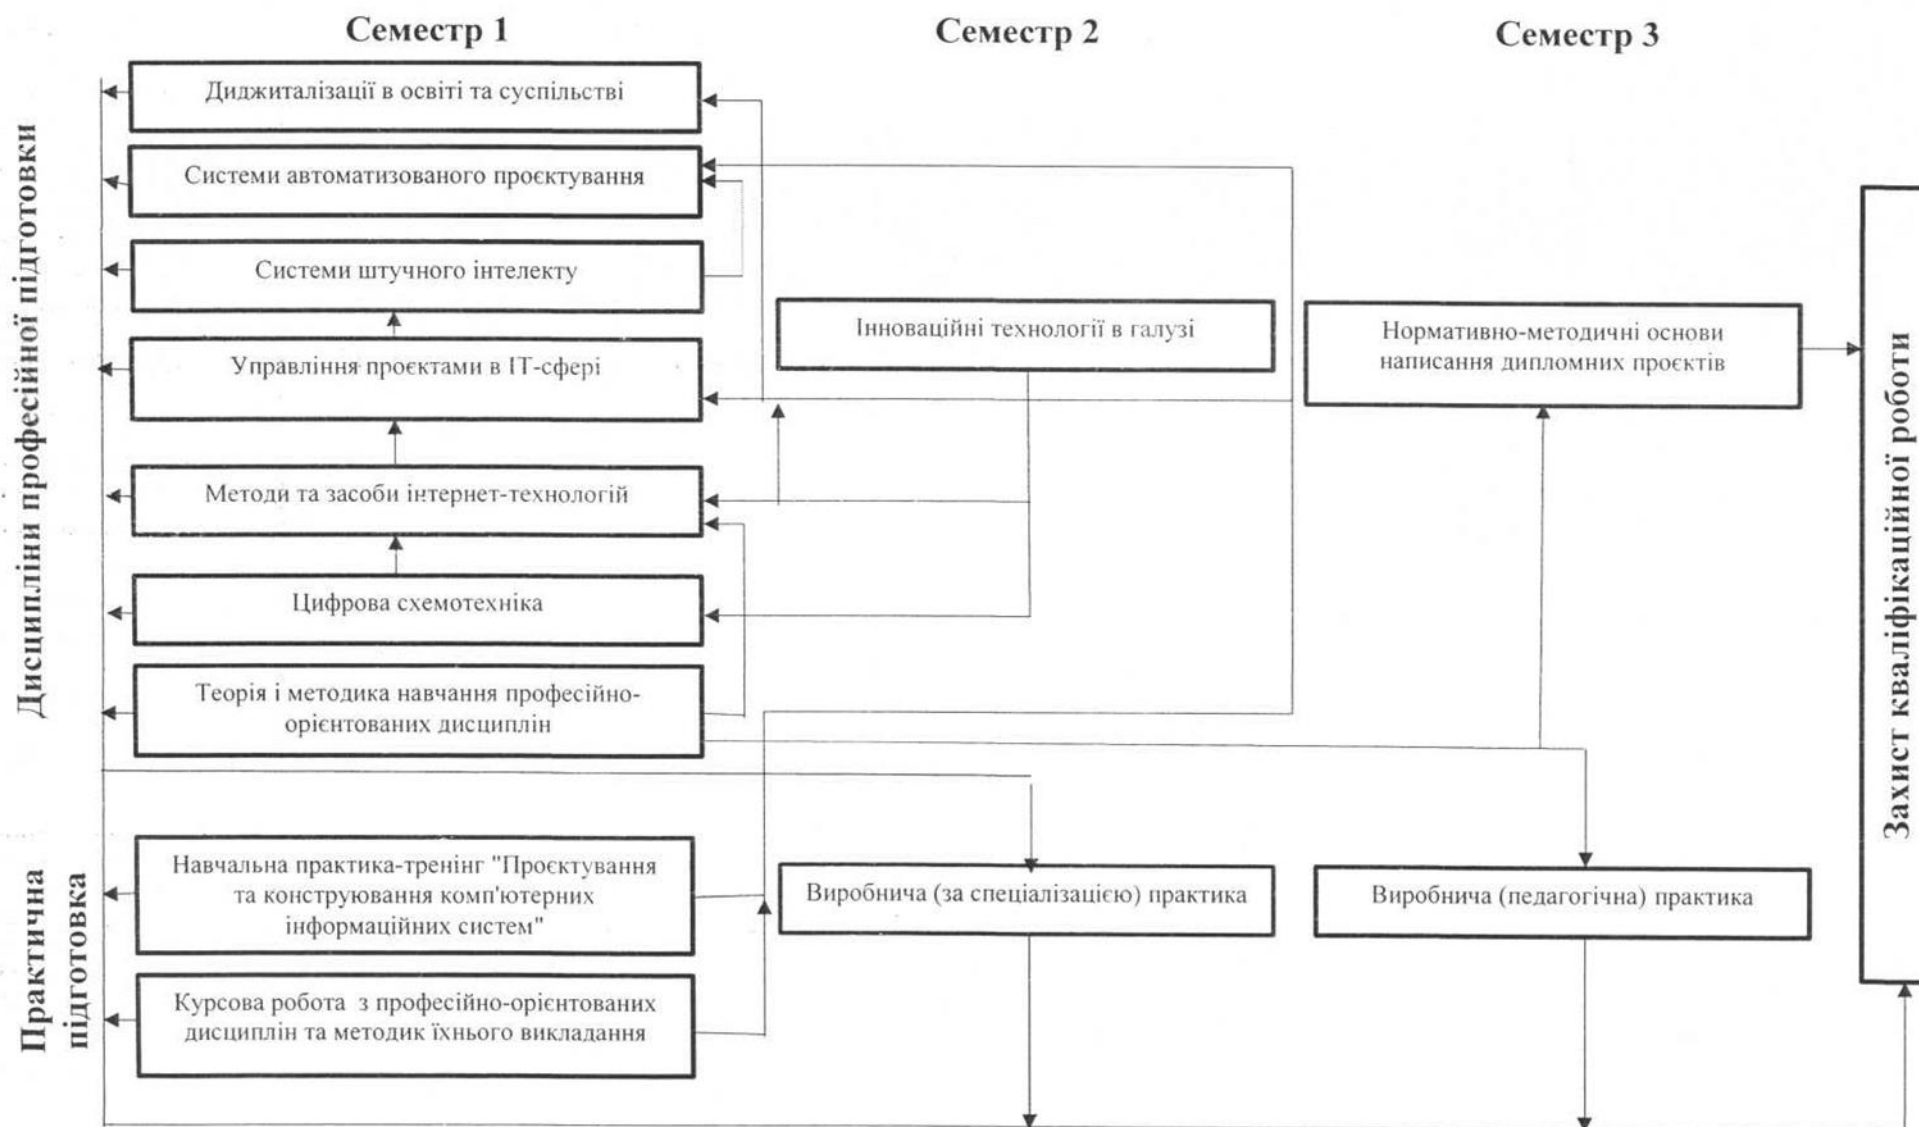 Семестр 1
Семестр 2
Семестр 3
Дисципліни професійної підготовки
Диджиталізації в освіті та суспільстві
Системи автоматизованого проєктування
Системи штучного інтелекту
Управління проєктами в ІТ-сфері
Методи та засоби інтернет-технологій
Цифрова схемотехніка
Теорія і методика навчання професійно-
орієнтованих дисциплін
Інноваційні технології в галузі
Нормативно-методичні основи
написання дипломних проєктів
Захист кваліфікаційної роботи
Практична
підготовка
Навчальна практика-тренінг "Проєктування
та конструювання комп'ютерних
інформаційних систем"
Курсова робота з професійно-орієнтованих
дисциплін та методик їхнього викладання
Виробнича (за спеціалізацією) практика
Виробнича (педагогічна) практика